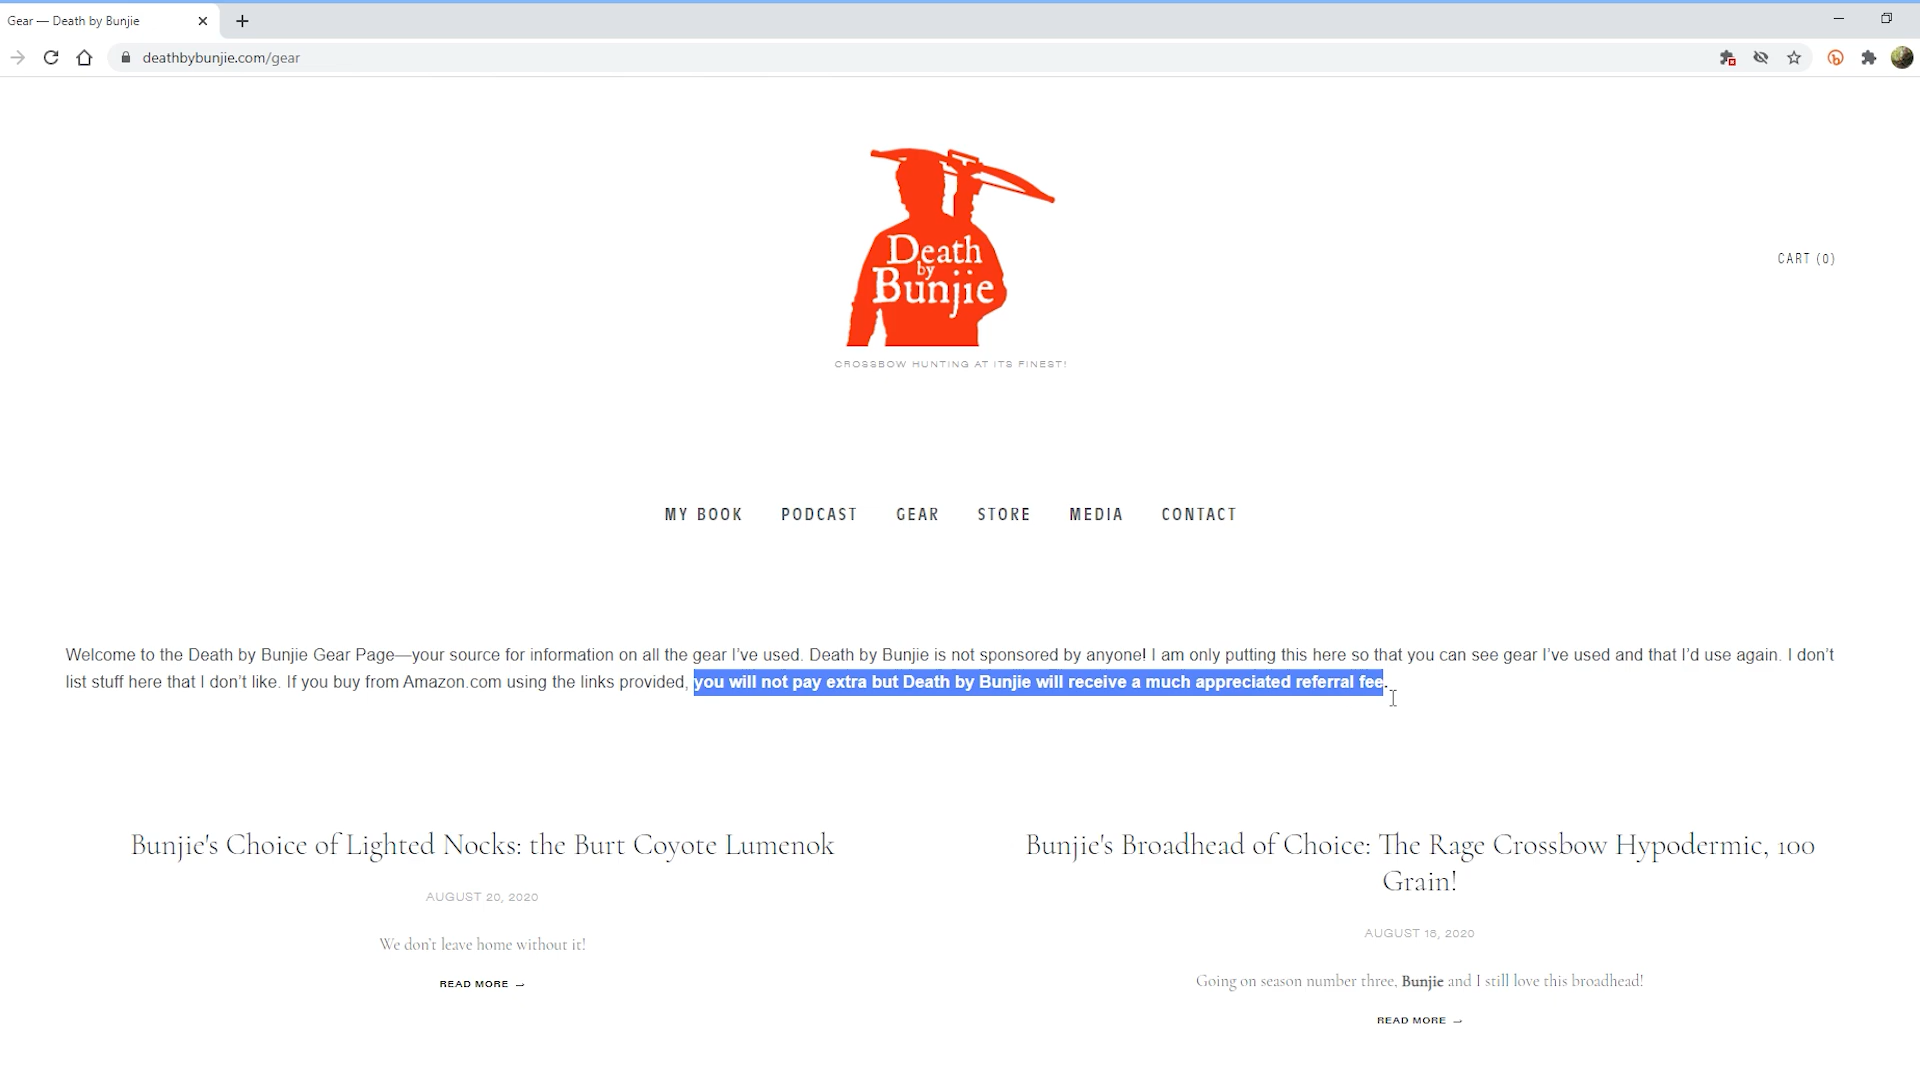 Gear — Death by Bunjie
deathbybunjie.com/gear
Death
by
Bunjie
CROSSBOW HUNTING AT ITS FINEST!
CART (0)
MY BOOK PODCAST GEAR STORE MEDIA CONTACT
Welcome to the Death by Bunjie Gear Page—your source for information on all the gear I’ve used. Death by Bunjie is not sponsored by anyone! I am only putting this here so that you can see gear I’ve used and that I’d use again. I don’t
list stuff here that I don’t like. If you buy from Amazon.com using the links provided, you will not pay extra but Death by Bunjie will receive a much appreciated referral fee.
Bunjie's Choice of Lighted Nocks: the Burt Coyote Lumenok
AUGUST 20, 2020
We don't leave home without it!
READ MORE →
Bunjie's Broadhead of Choice: The Rage Crossbow Hypodermic, 100
Grain!
AUGUST 18, 2020
Going on season number three, Bunjie and I still love this broadhead!
READ MORE →